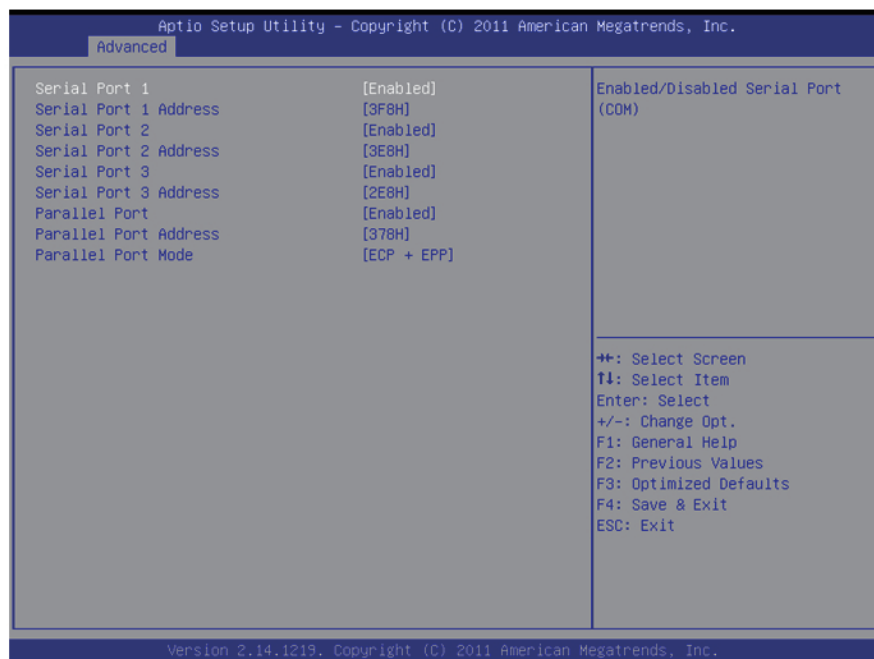 Aptio Setup Utility – Copyright (C) 2011 American Megatrends, Inc.
Advanced
Serial Port 1 [Enabled]
Serial Port 1 Address [3F8H]
Serial Port 2 [Enabled]
Serial Port 2 Address [3E8H]
Serial Port 3 [Enabled]
Serial Port 3 Address [2E8H]
Parallel Port [Enabled]
Parallel Port Address [378H]
Parallel Port Mode [ECP + EPP]
Enabled/Disabled Serial Port
(COM)
→←: Select Screen
↑↓: Select Item
Enter: Select
+/-: Change Opt.
F1: General Help
F2: Previous Values
F3: Optimized Defaults
F4: Save & Exit
ESC: Exit
Version 2.14.1219. Copyright (C) 2011 American Megatrends, Inc.